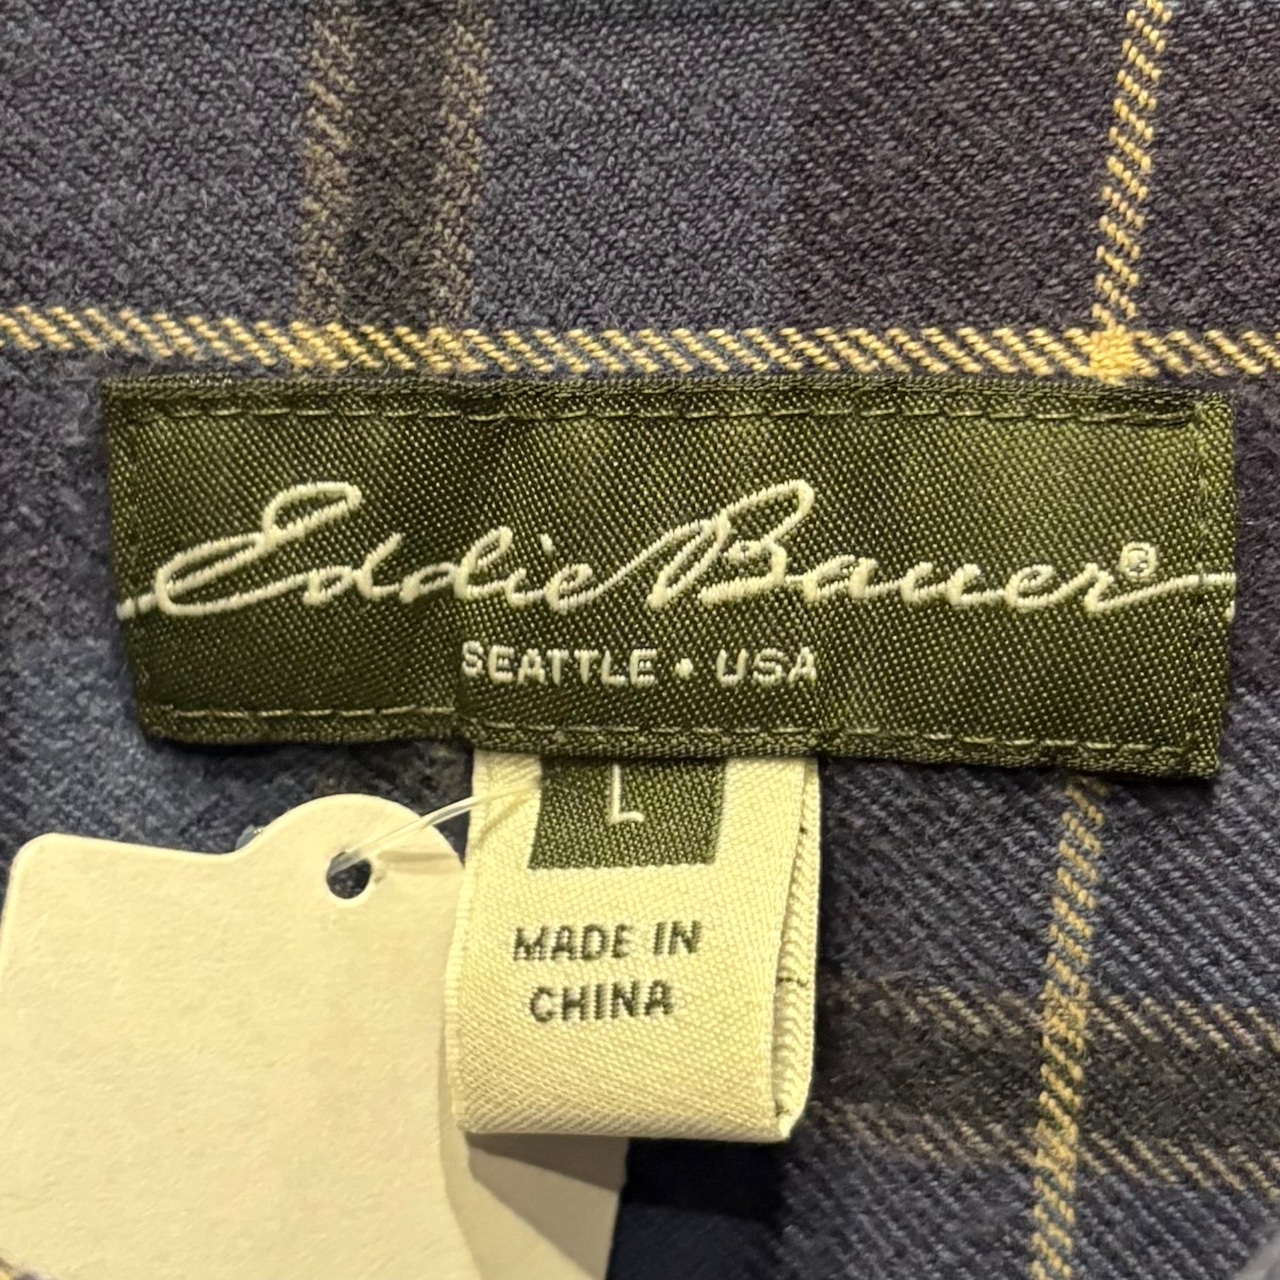 Eddie Bauer®
SEATTLE • USA
L
MADE IN
CHINA